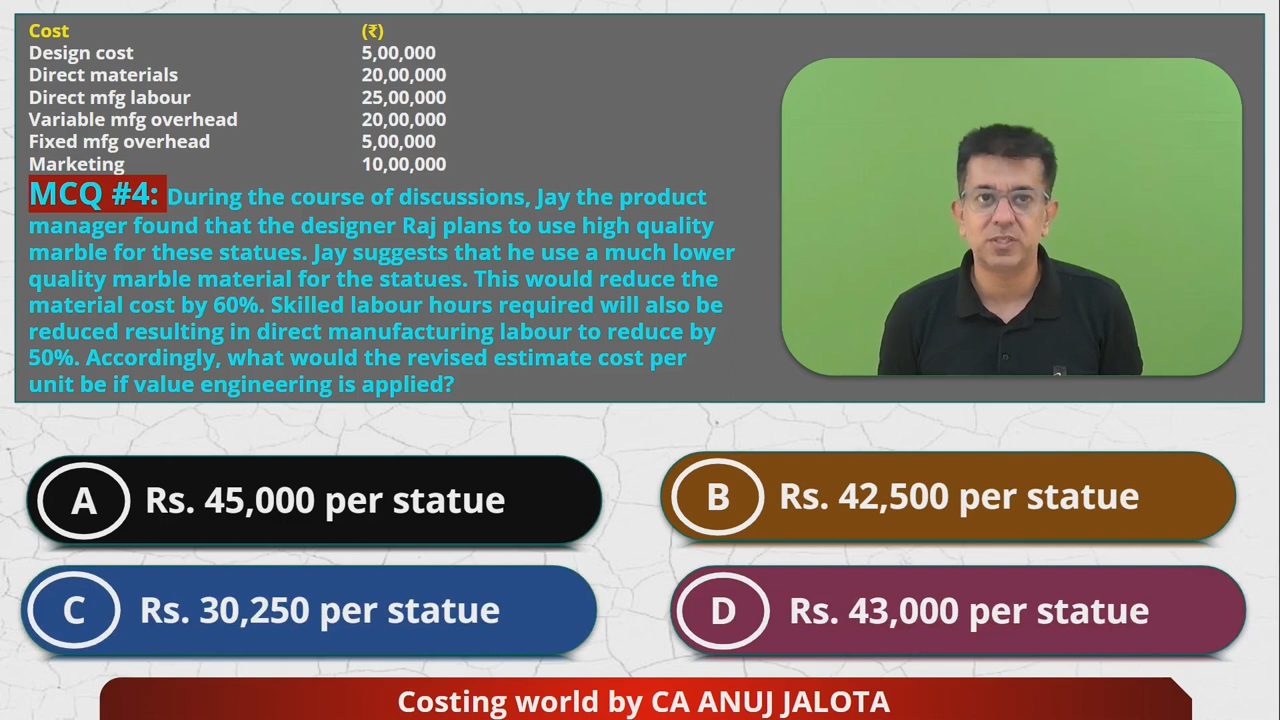 Cost (₹)
Design cost 5,00,000
Direct materials 20,00,000
Direct mfg labour 25,00,000
Variable mfg overhead 20,00,000
Fixed mfg overhead 5,00,000
Marketing 10,00,000
MCQ #4: During the course of discussions, Jay the product
manager found that the designer Raj plans to use high quality
marble for these statues. Jay suggests that he use a much lower
quality marble material for the statues. This would reduce the
material cost by 60%. Skilled labour hours required will also be
reduced resulting in direct manufacturing labour to reduce by
50%. Accordingly, what would the revised estimate cost per
unit be if value engineering is applied?
A Rs. 45,000 per statue
B Rs. 42,500 per statue
C Rs. 30,250 per statue
D Rs. 43,000 per statue
Costing world by CA ANUJ JALOTA